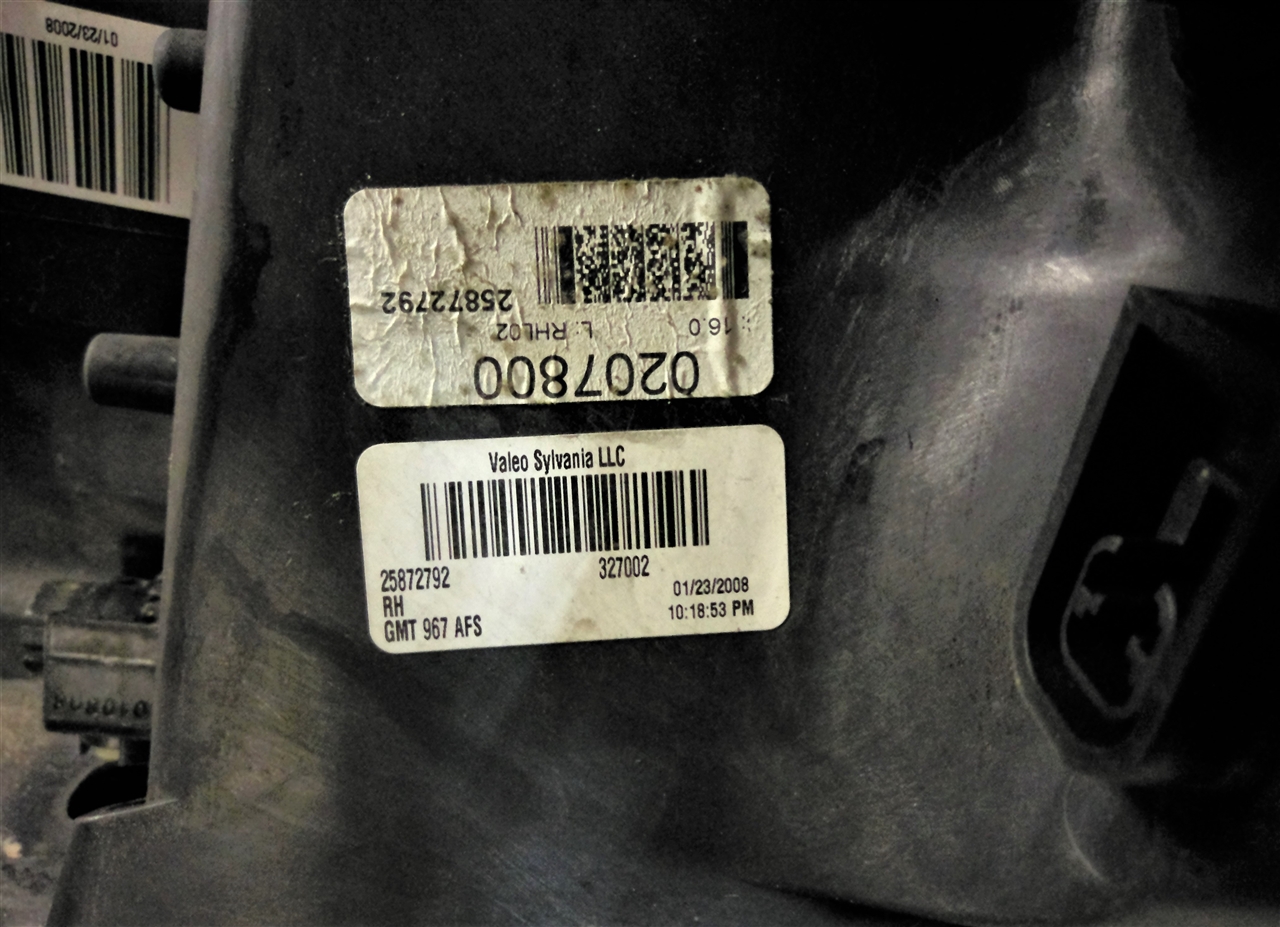 01/23/2008
25872792
: 16.0 L: RHL02
0207800
Valeo Sylvania LLC
25872792 327002
RH 01/23/2008
GMT 967 AFS 10:18:53 PM